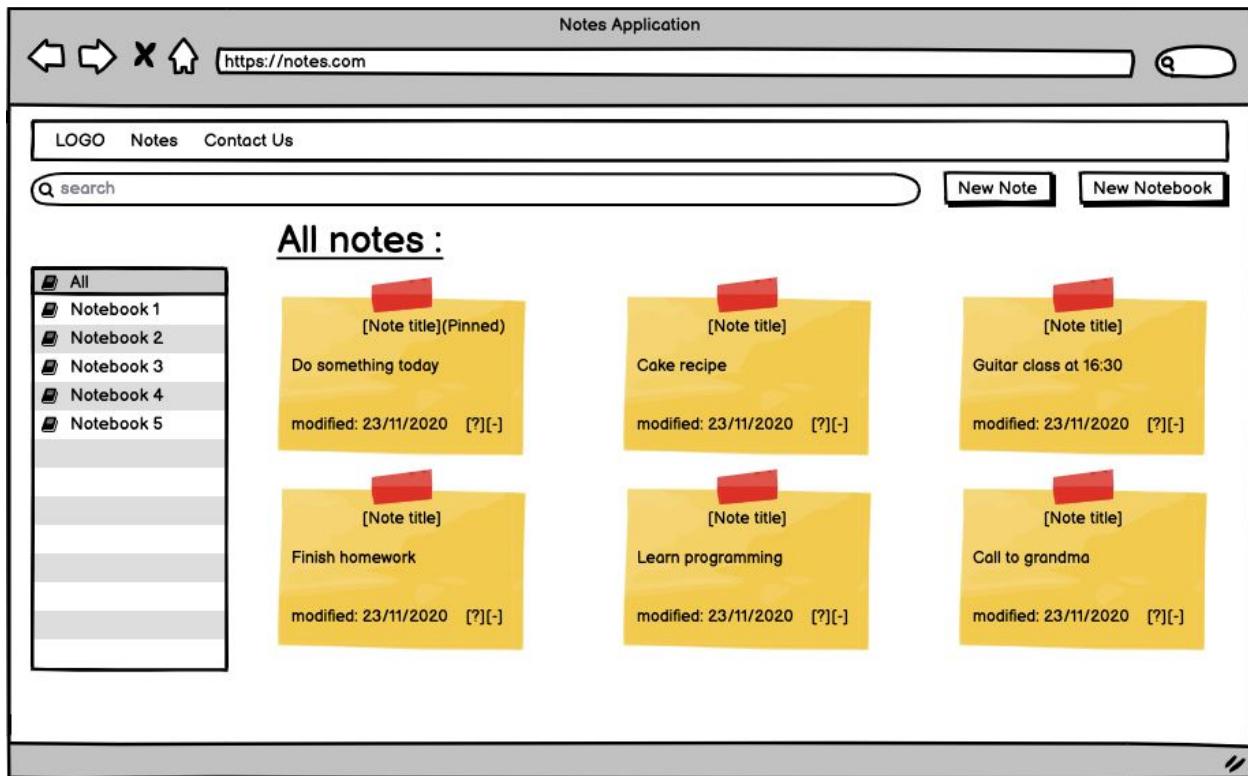 Notes Application
https://notes.com
LOGO Notes Contact Us
search
New Note
New Notebook
All notes :
All
Notebook 1
Notebook 2
Notebook 3
Notebook 4
Notebook 5
[Note title](Pinned)
Do something today
modified: 23/11/2020 [?][-]
[Note title]
Cake recipe
modified: 23/11/2020 [?][-]
[Note title]
Guitar class at 16:30
modified: 23/11/2020 [?][-]
[Note title]
Finish homework
modified: 23/11/2020 [?][-]
[Note title]
Learn programming
modified: 23/11/2020 [?][-]
[Note title]
Call to grandma
modified: 23/11/2020 [?][-]